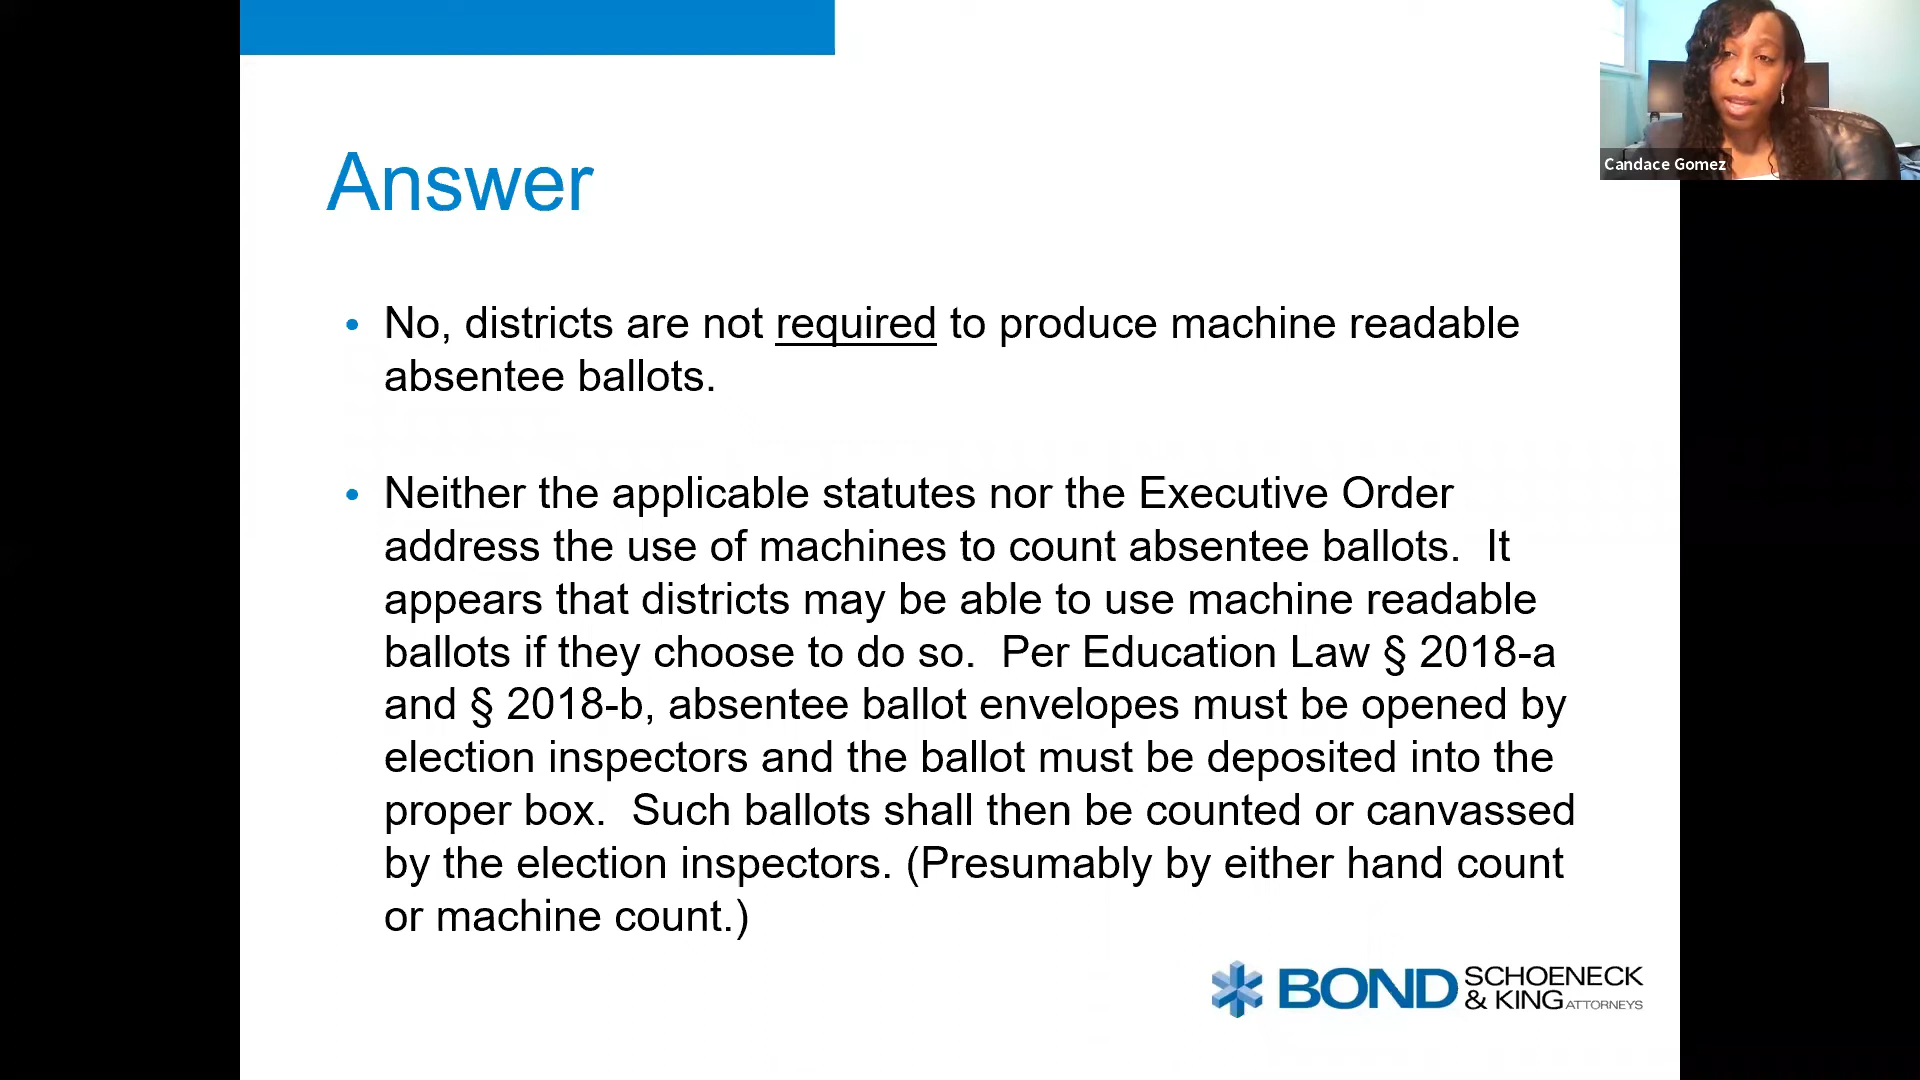 Candace Gomez
Answer
• No, districts are not required to produce machine readable
absentee ballots.
• Neither the applicable statutes nor the Executive Order
address the use of machines to count absentee ballots.  It
appears that districts may be able to use machine readable
ballots if they choose to do so.  Per Education Law § 2018-a
and § 2018-b, absentee ballot envelopes must be opened by
election inspectors and the ballot must be deposited into the
proper box.  Such ballots shall then be counted or canvassed
by the election inspectors. (Presumably by either hand count
or machine count.)
BOND SCHOENECK
& KING ATTORNEYS